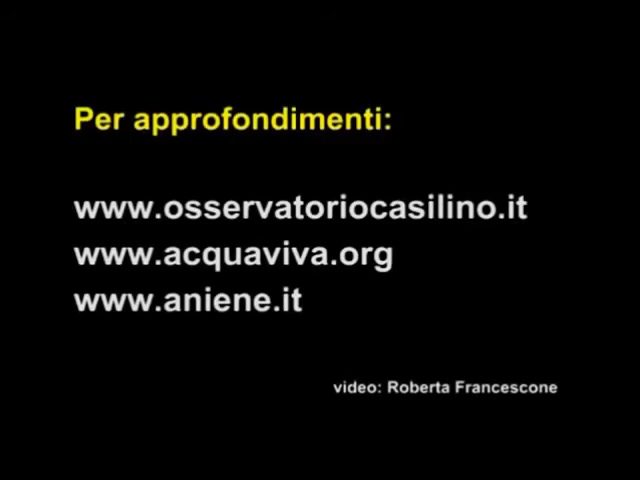 Per approfondimenti:
www.osservatoriocasilino.it
www.acquaviva.org
www.aniene.it
video: Roberta Francescone